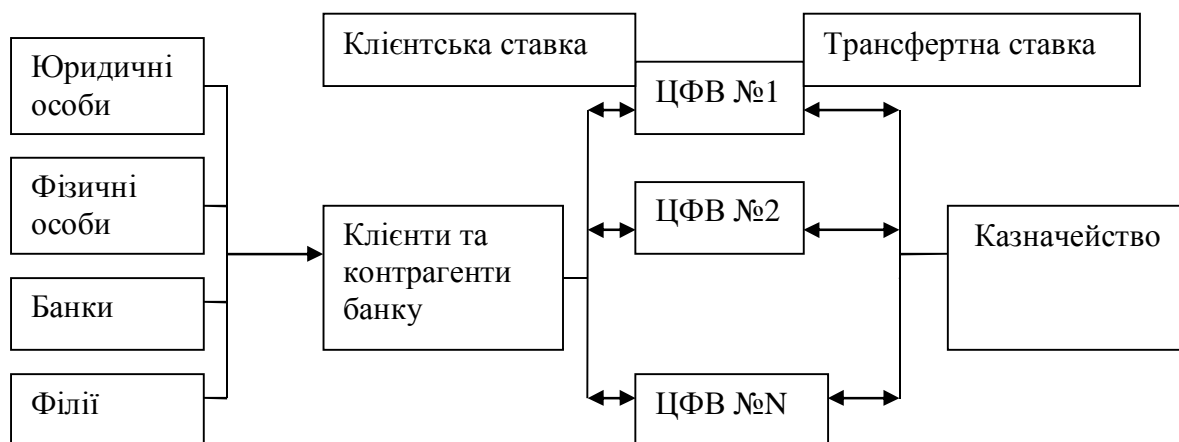 Клієнтська ставка
Трансфертна ставка
Юридичні
особи
ЦФВ №1
Фізичні
особи
ЦФВ №2
Клієнти та
контрагенти
банку
Казначейство
Банки
Філії
ЦФВ №N